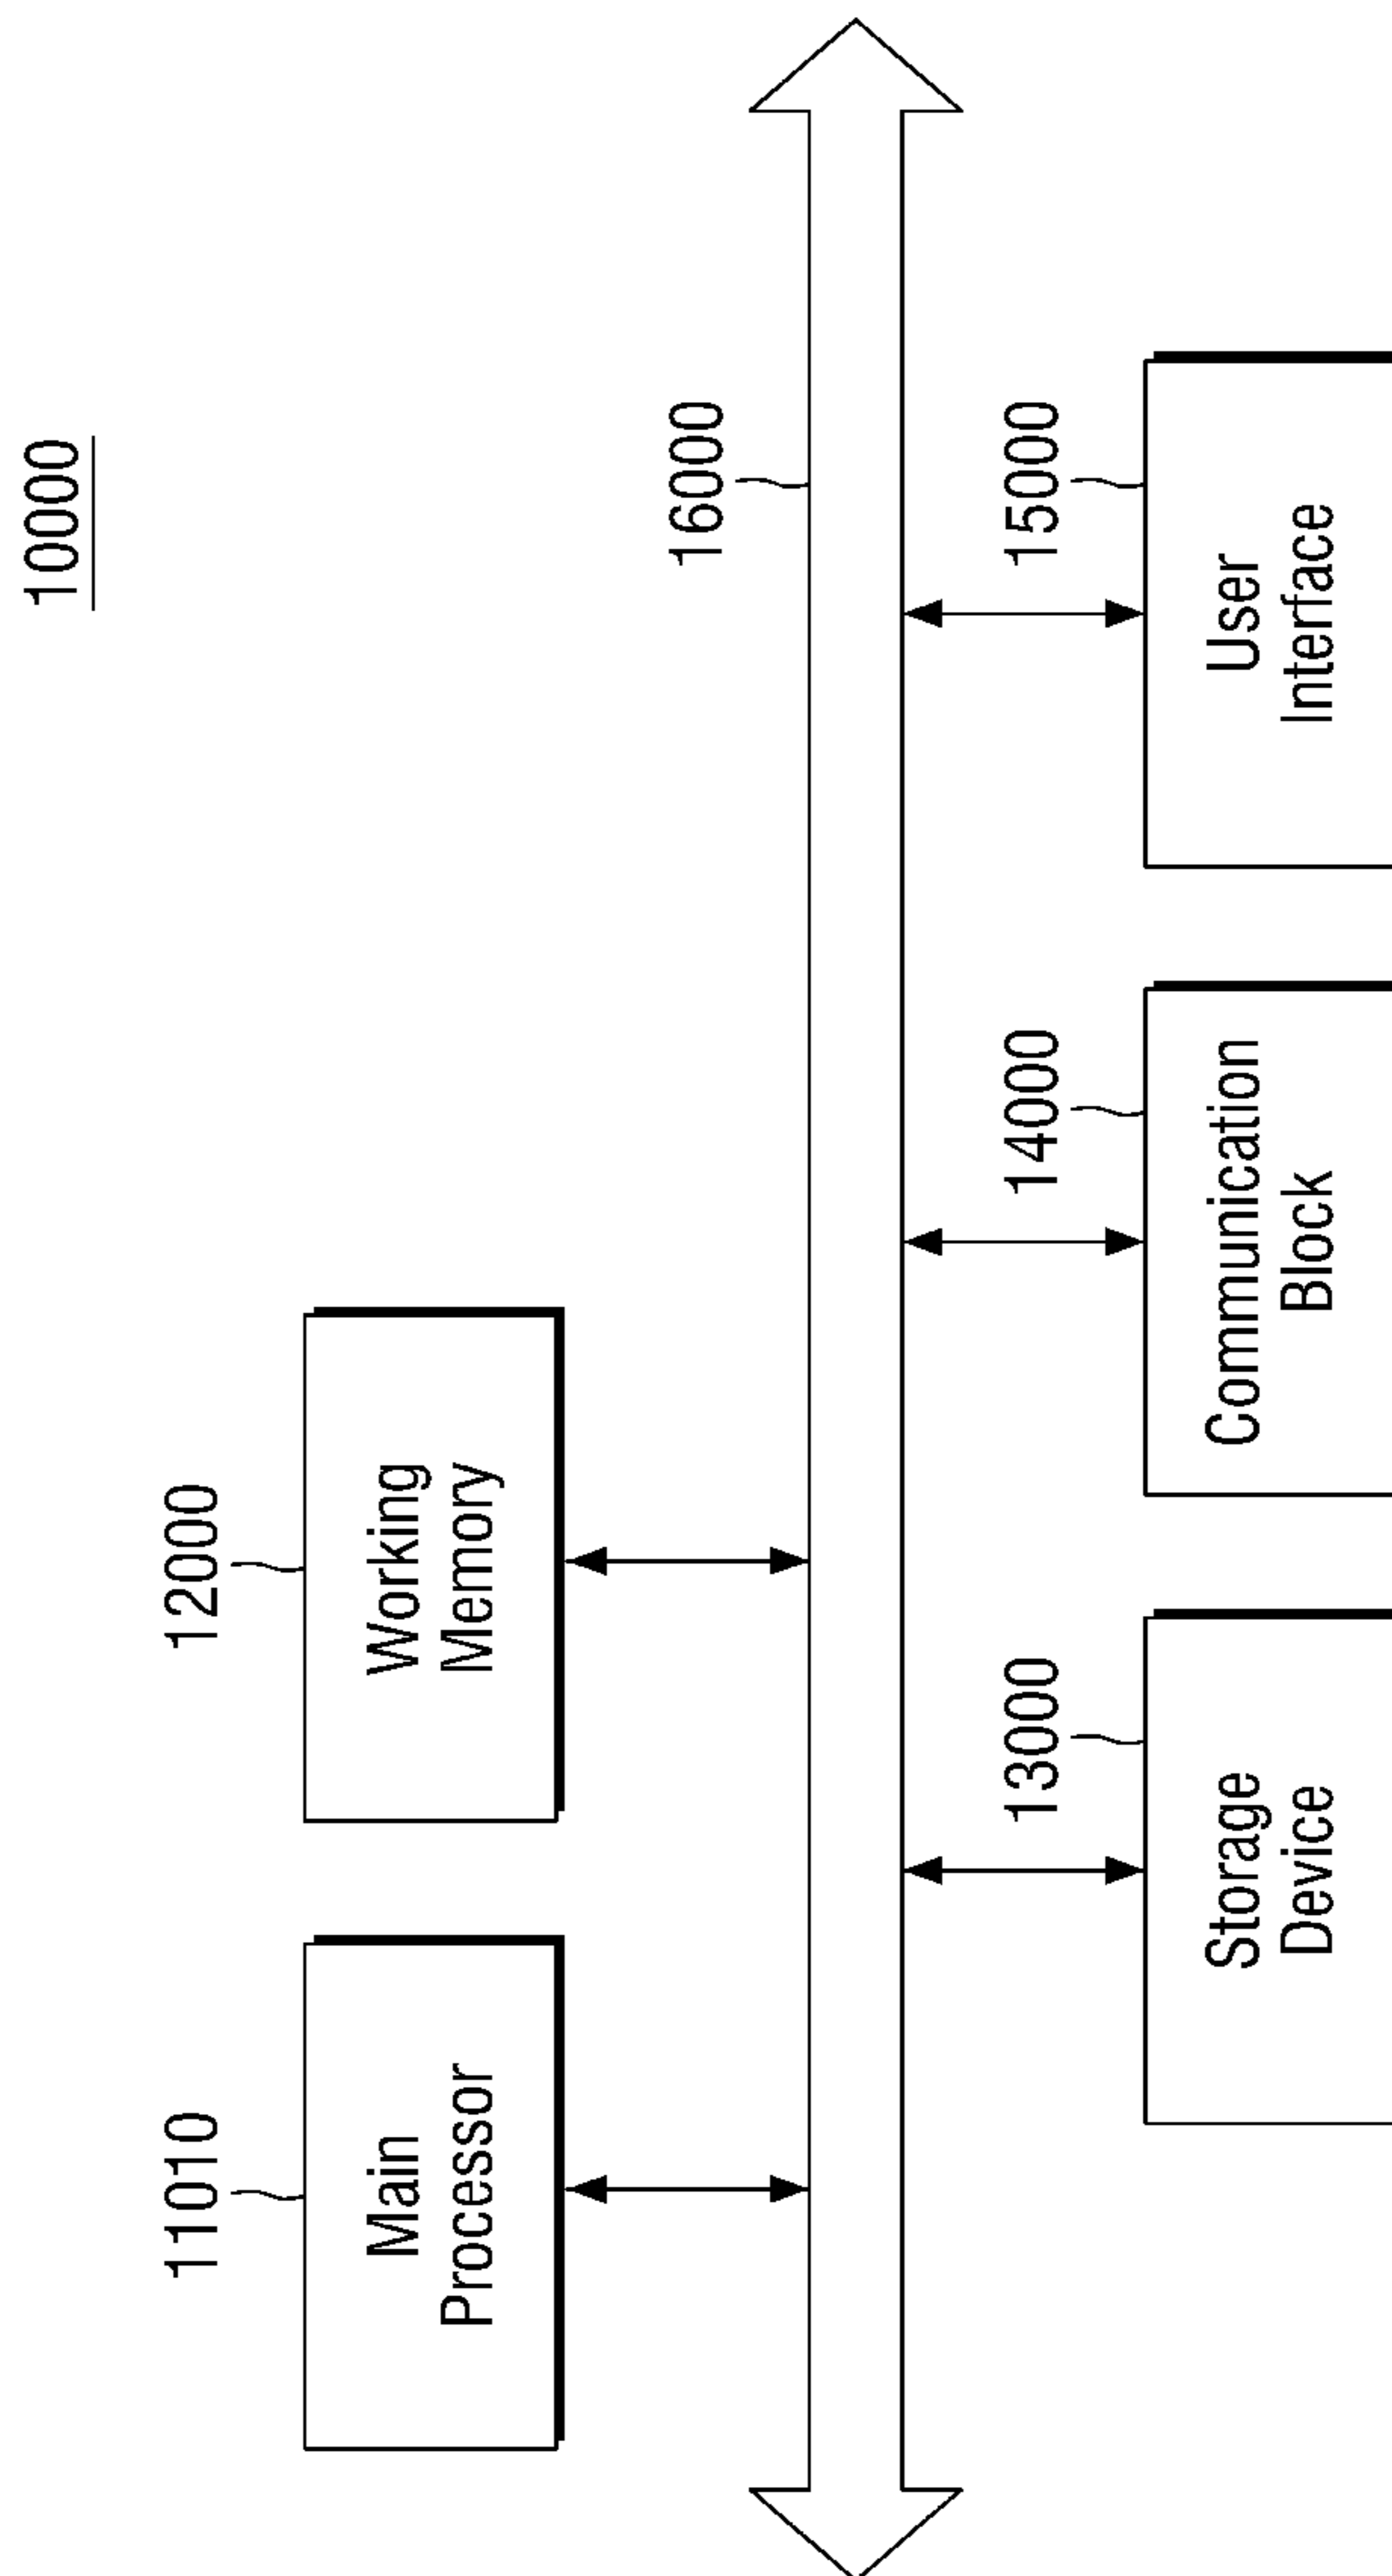 10000
11010
Main
Processor
12000
Working
Memory
16000
13000
Storage
Device
14000
Communication
Block
15000
User
Interface